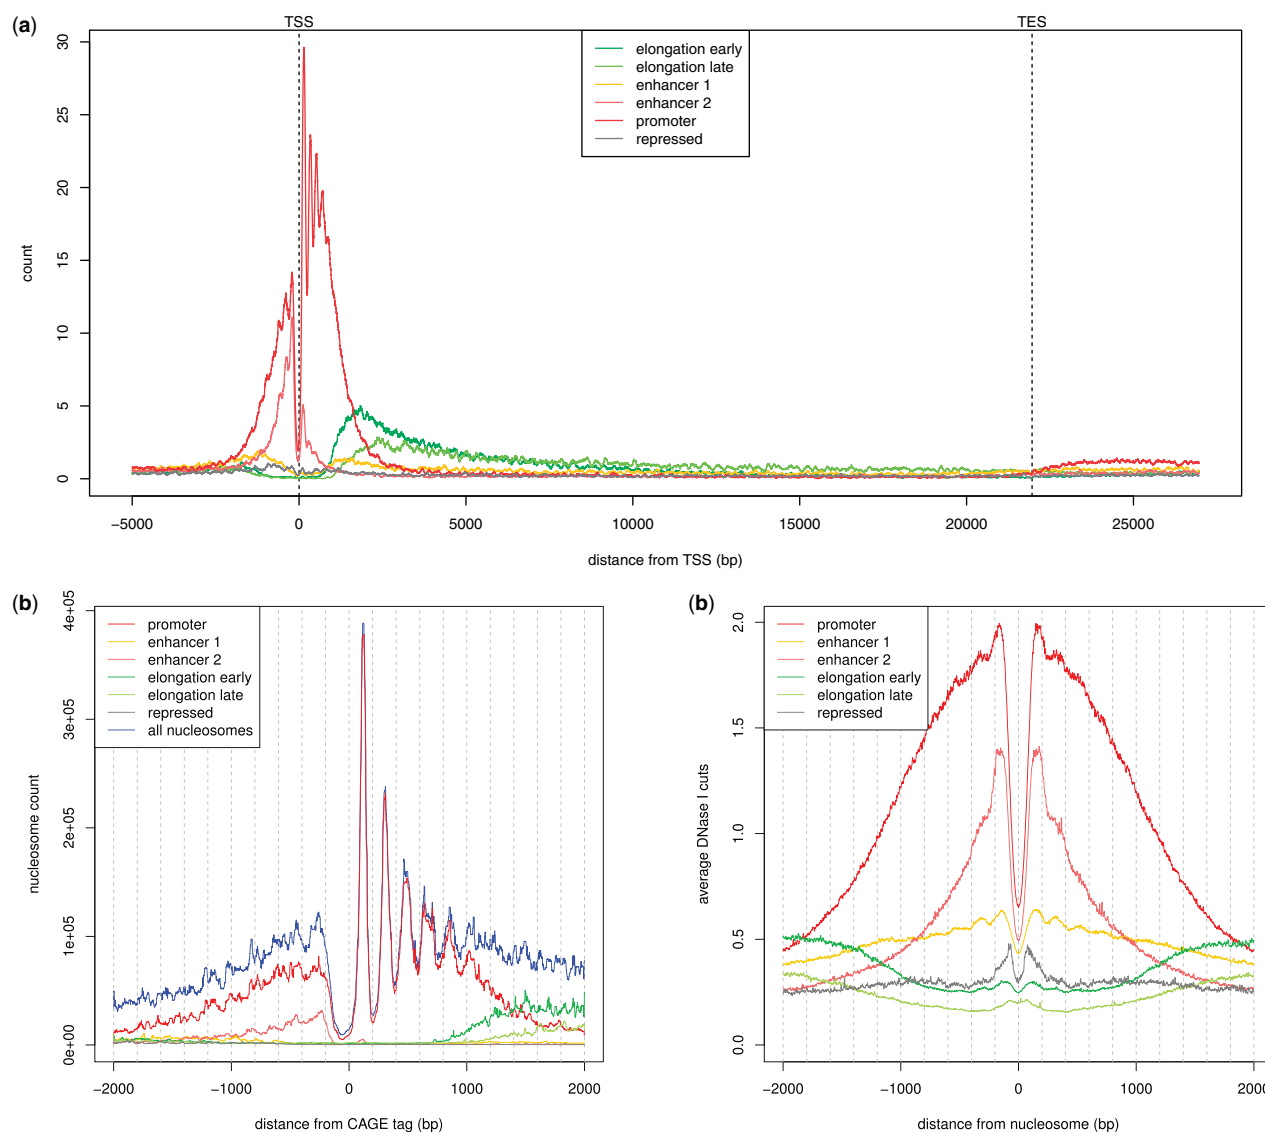 (a)
TSS
TES
elongation early
elongation late
enhancer 1
enhancer 2
promoter
repressed
count
0
5
10
15
20
25
30
−5000
0
5000
10000
15000
20000
25000
distance from TSS (bp)
(b)
promoter
enhancer 1
enhancer 2
elongation early
elongation late
repressed
all nucleosomes
nucleosome count
0e+00
1e+05
2e+05
3e+05
4e+05
−2000
−1000
0
1000
2000
distance from CAGE tag (bp)
(b)
promoter
enhancer 1
enhancer 2
elongation early
elongation late
repressed
average DNase I cuts
0.0
0.5
1.0
1.5
2.0
−2000
−1000
0
1000
2000
distance from nucleosome (bp)